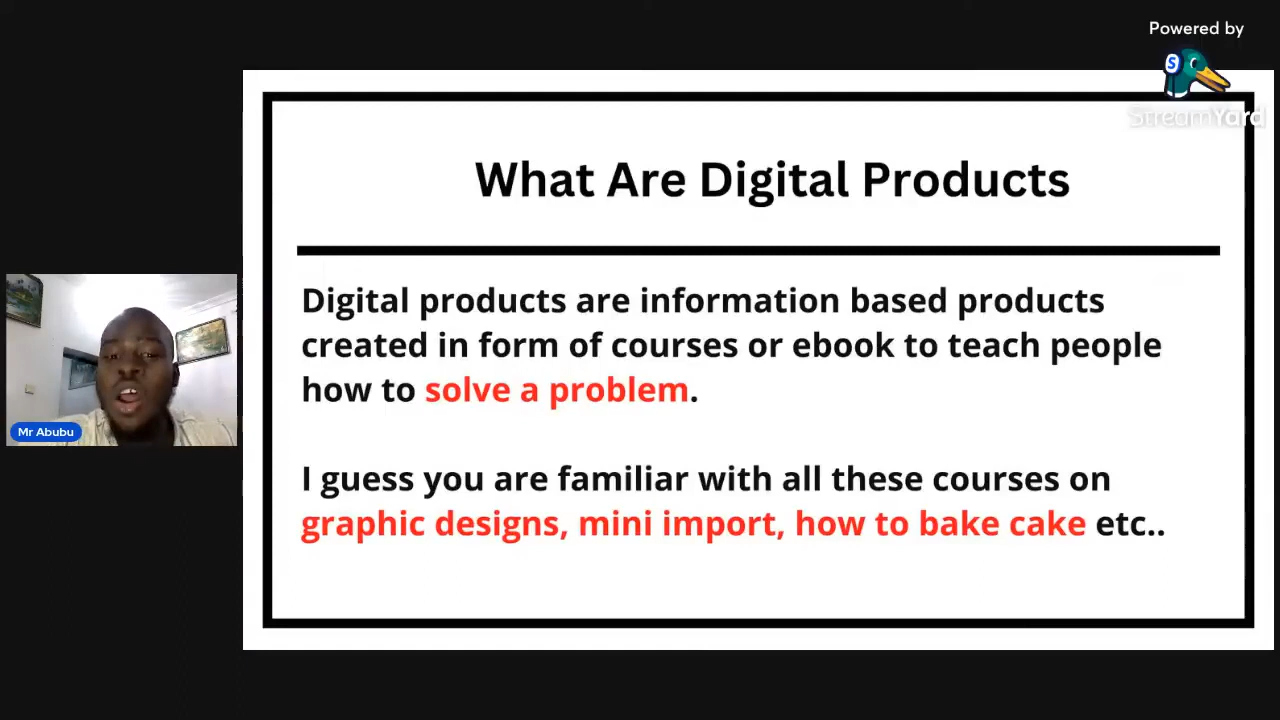 Powered by
S
StreamYard
What Are Digital Products
Digital products are information based products
created in form of courses or ebook to teach people
how to solve a problem.
I guess you are familiar with all these courses on
graphic designs, mini import, how to bake cake etc..
Mr Abubu